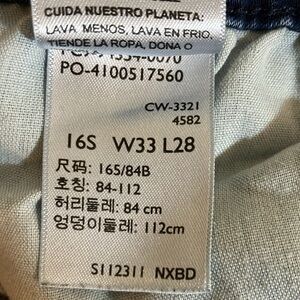 CUIDA NUESTRO PLANETA:
LAVA MENOS, LAVA EN FRIO,
TIENDE LA ROPA, DONA O
PO-4100517560
CW-3321
4582
16S W33 L28
尺码: 165/84B
호칭: 84-112
허리둘레: 84 cm
엉덩이둘레: 112cm
S112311 NXBD